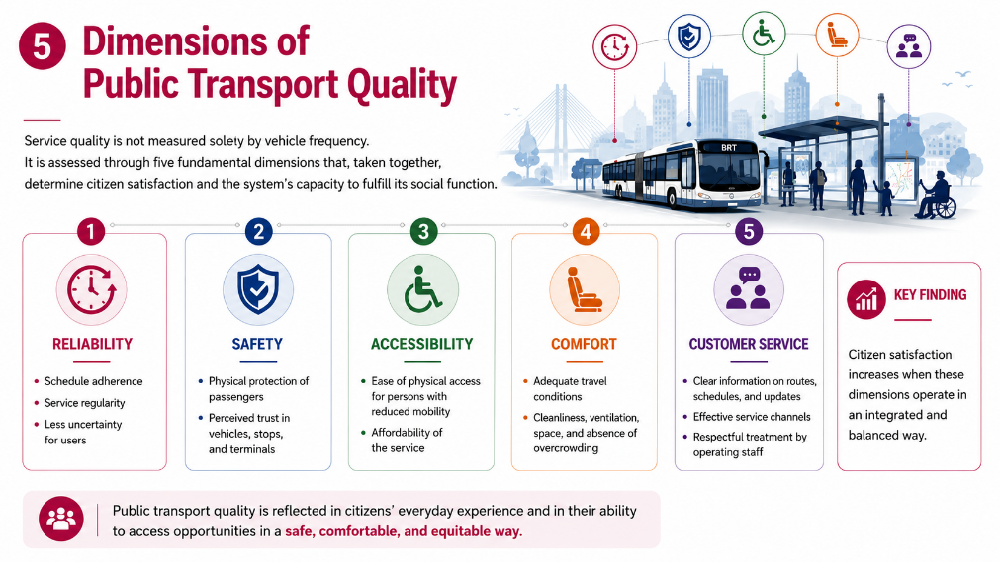 5
Dimensions of
Public Transport Quality
Service quality is not measured solety by vehicle frequency.
It is assessed through five fundamental dimensions that, taken together,
determine citizen satisfaction and the system's capacity to fulfill its social function.
BRT
1
RELIABILITY
• Schedule adherence
• Service regularity
• Less uncertainty
for users
2
SAFETY
• Physical protection of
passengers
• Perceived trust in
vehicles, stops,
and terminals
3
ACCESSIBILITY
• Ease of physical access
for persons with
reduced mobility
• Affordability of
the service
4
COMFORT
• Adequate travel
conditions
• Cleanliness, ventilation,
space, and absence of
overcrowding
5
CUSTOMER SERVICE
• Clear information on routes,
schedules, and updates
• Effective service channels
• Respectful treatment by
operating staff
KEY FINDING
Citizen satisfaction
increases when these
dimensions operate in
an integrated and
balanced way.
Public transport quality is reflected in citizens' everyday experience and in their ability
to access opportunities in a safe, comfortable, and equitable way.